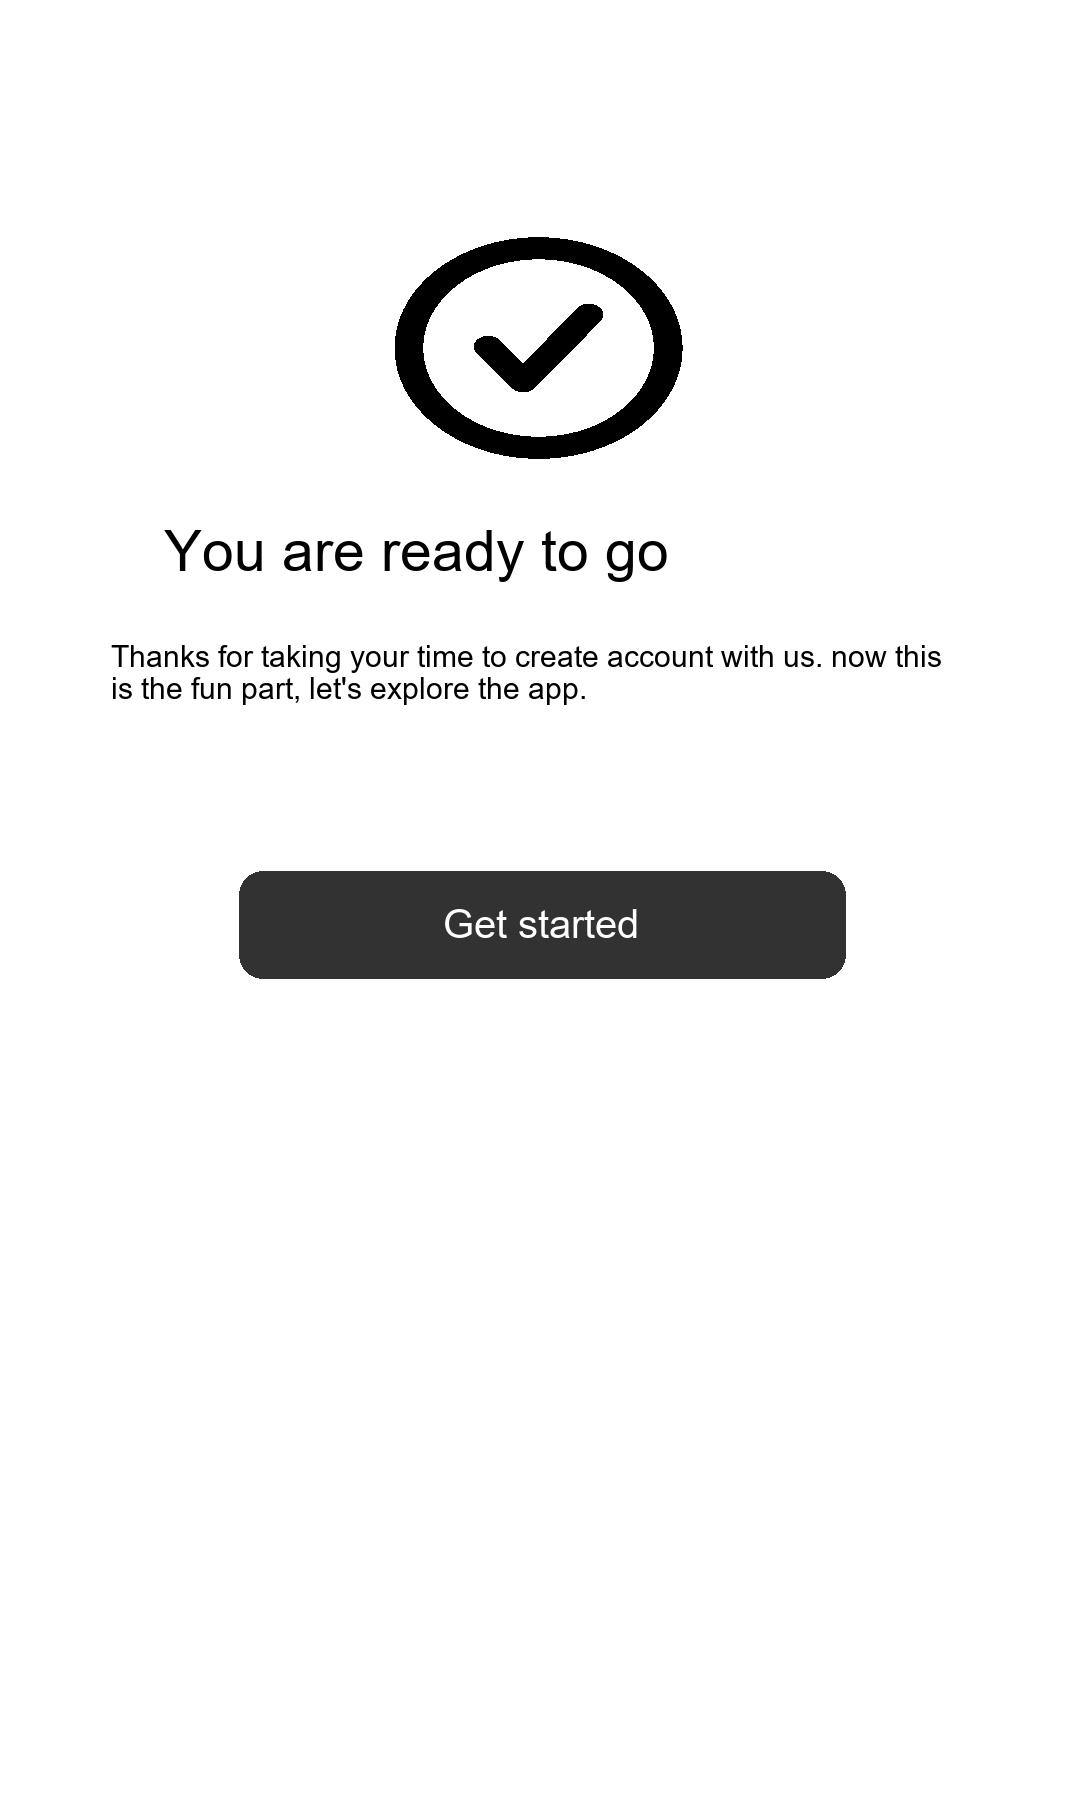 You are ready to go
Thanks for taking your time to create account with us. now this
is the fun part, let's explore the app.
Get started